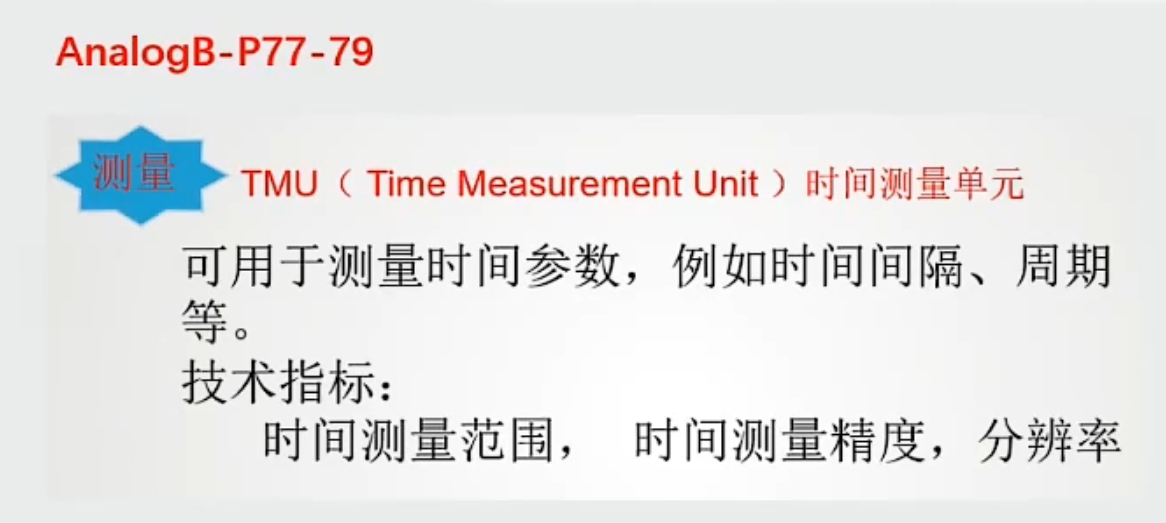 AnalogB-P77-79
测量
TMU（Time Measurement Unit）时间测量单元
可用于测量时间参数，例如时间间隔、周期
等。
技术指标：
时间测量范围， 时间测量精度，分辨率